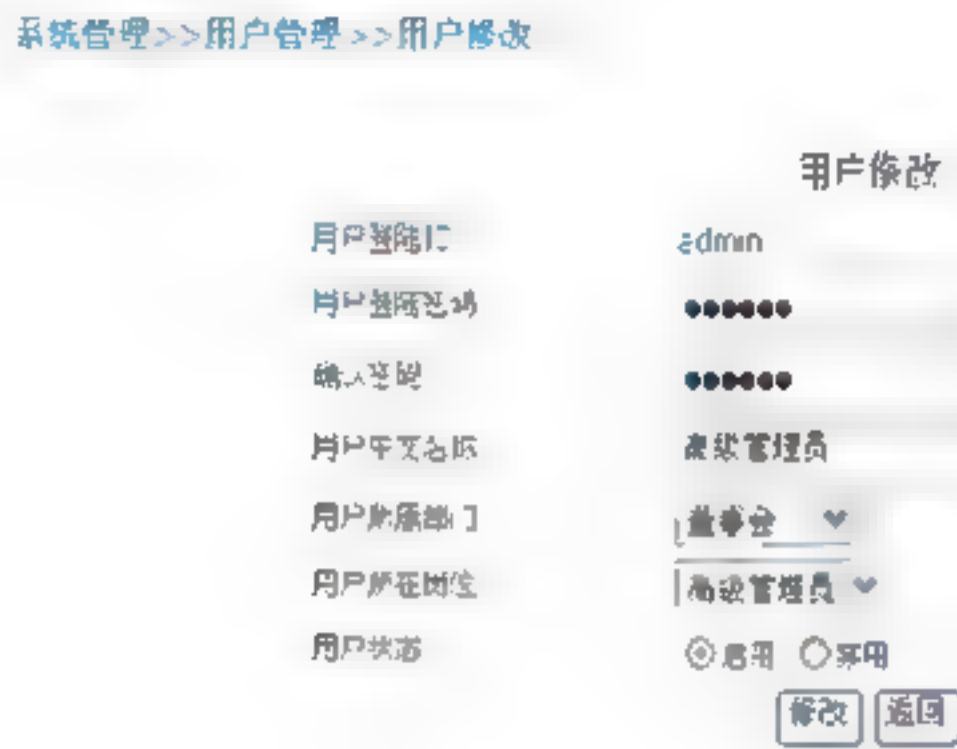 系统管理>>用户管理>>用户修改
用户修改
用户登陆ID admin
用户登陆密码 ●●●●●●
确认密码 ●●●●●●
用户中文名称 高级管理员
用户所属部门 董事会
用户所在岗位 高级管理员
用户状态 启用 禁用
修改 返回